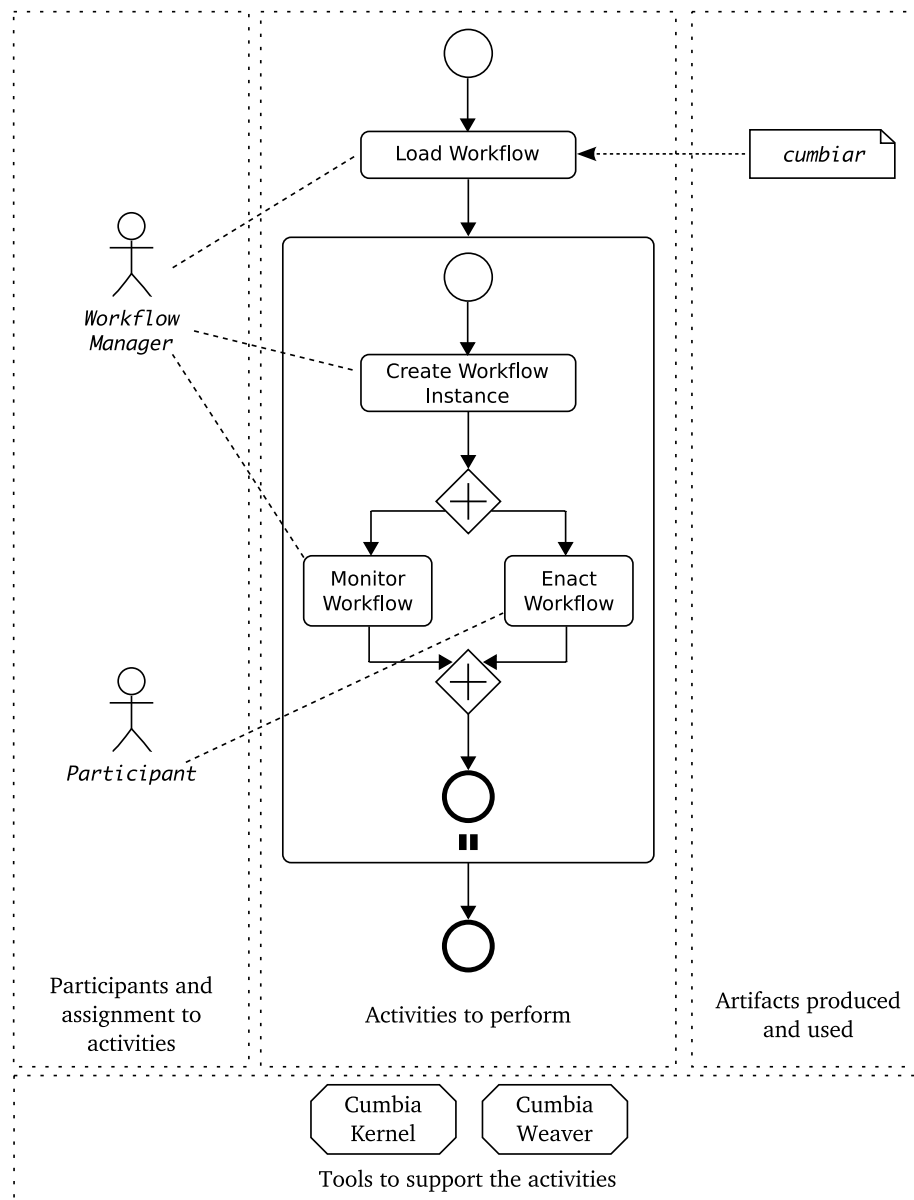 Load Workflow
cumbiar
Workflow
Manager
Create Workflow
Instance
Monitor
Workflow
Enact
Workflow
Participant
Participants and
assignment to
activities
Activities to perform
Artifacts produced
and used
Cumbia
Kernel
Cumbia
Weaver
Tools to support the activities